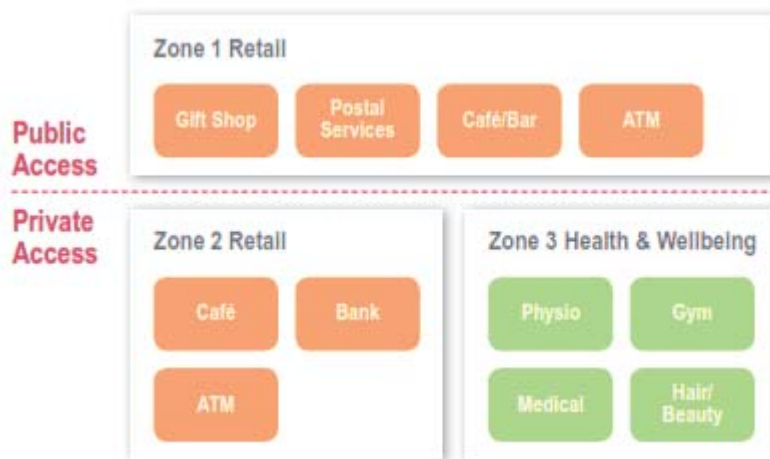 Zone 1 Retail
Gift Shop
Postal
Services
Café/Bar
ATM
Public
Access
Private
Access
Zone 2 Retail
Café
Bank
ATM
Zone 3 Health & Wellbeing
Physio
Gym
Medical
Hair/
Beauty